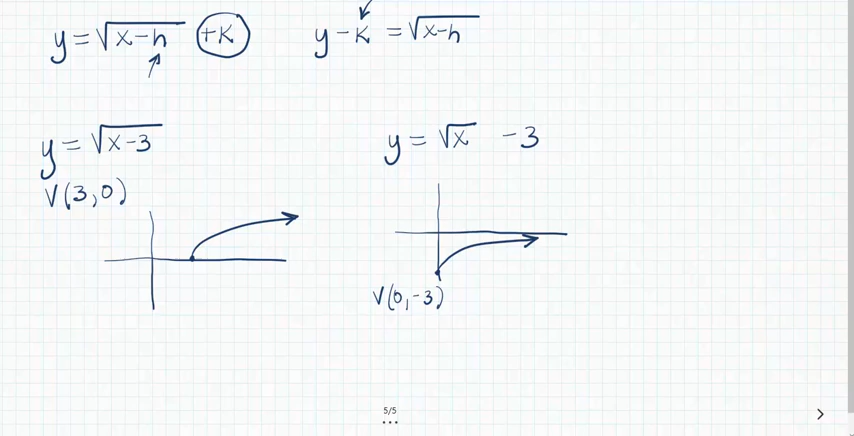 y = √x-h +K
y - K = √x-h
y = √x-3
V(3,0)
y = √x -3
V(0,-3)
5/5